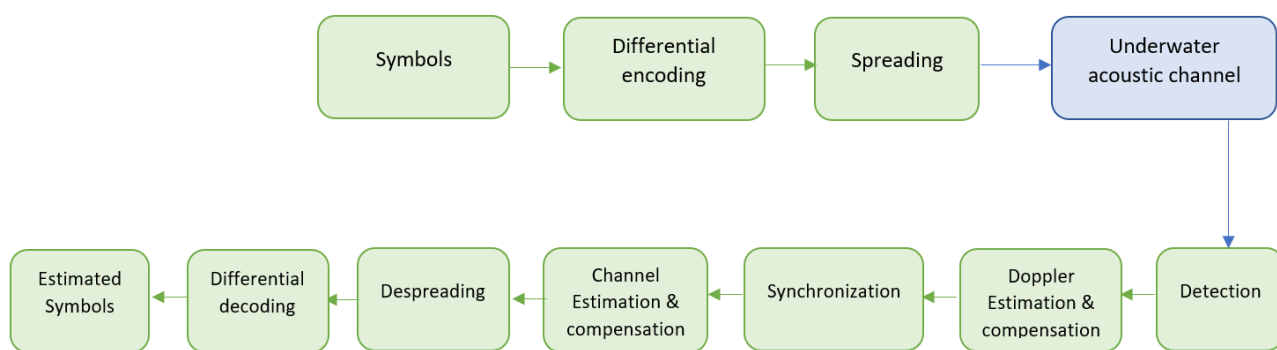 Symbols
Differential
encoding
Spreading
Underwater
acoustic channel
Estimated
Symbols
Differential
decoding
Despreading
Channel
Estimation &
compensation
Synchronization
Doppler
Estimation &
compensation
Detection